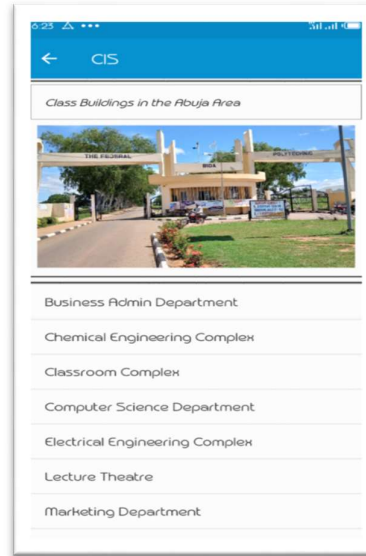 6:23
CIS
Class Buildings in the Abuja Area
THE FEDERAL
BIDA
POLYTECHNIC
Business Admin Department
Chemical Engineering Complex
Classroom Complex
Computer Science Department
Electrical Engineering Complex
Lecture Theatre
Marketing Department